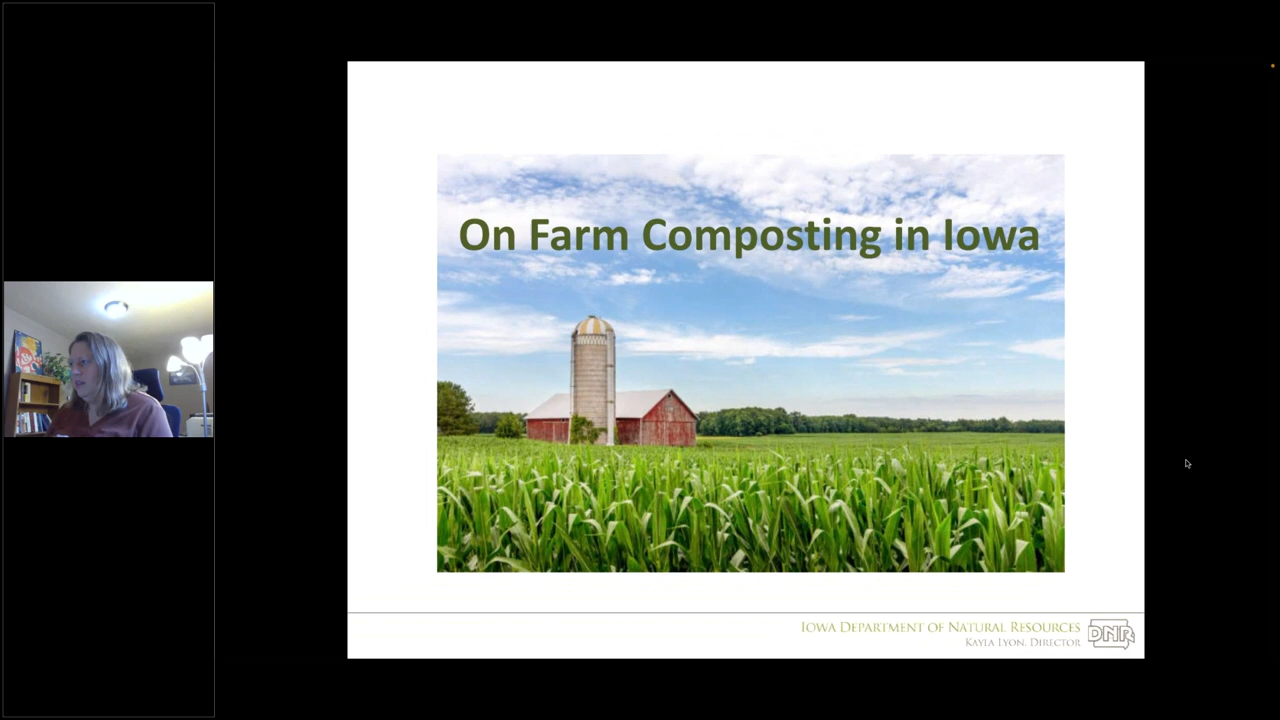 On Farm Composting in Iowa
IOWA DEPARTMENT OF NATURAL RESOURCES
KAYLA LYON, DIRECTOR
DNR